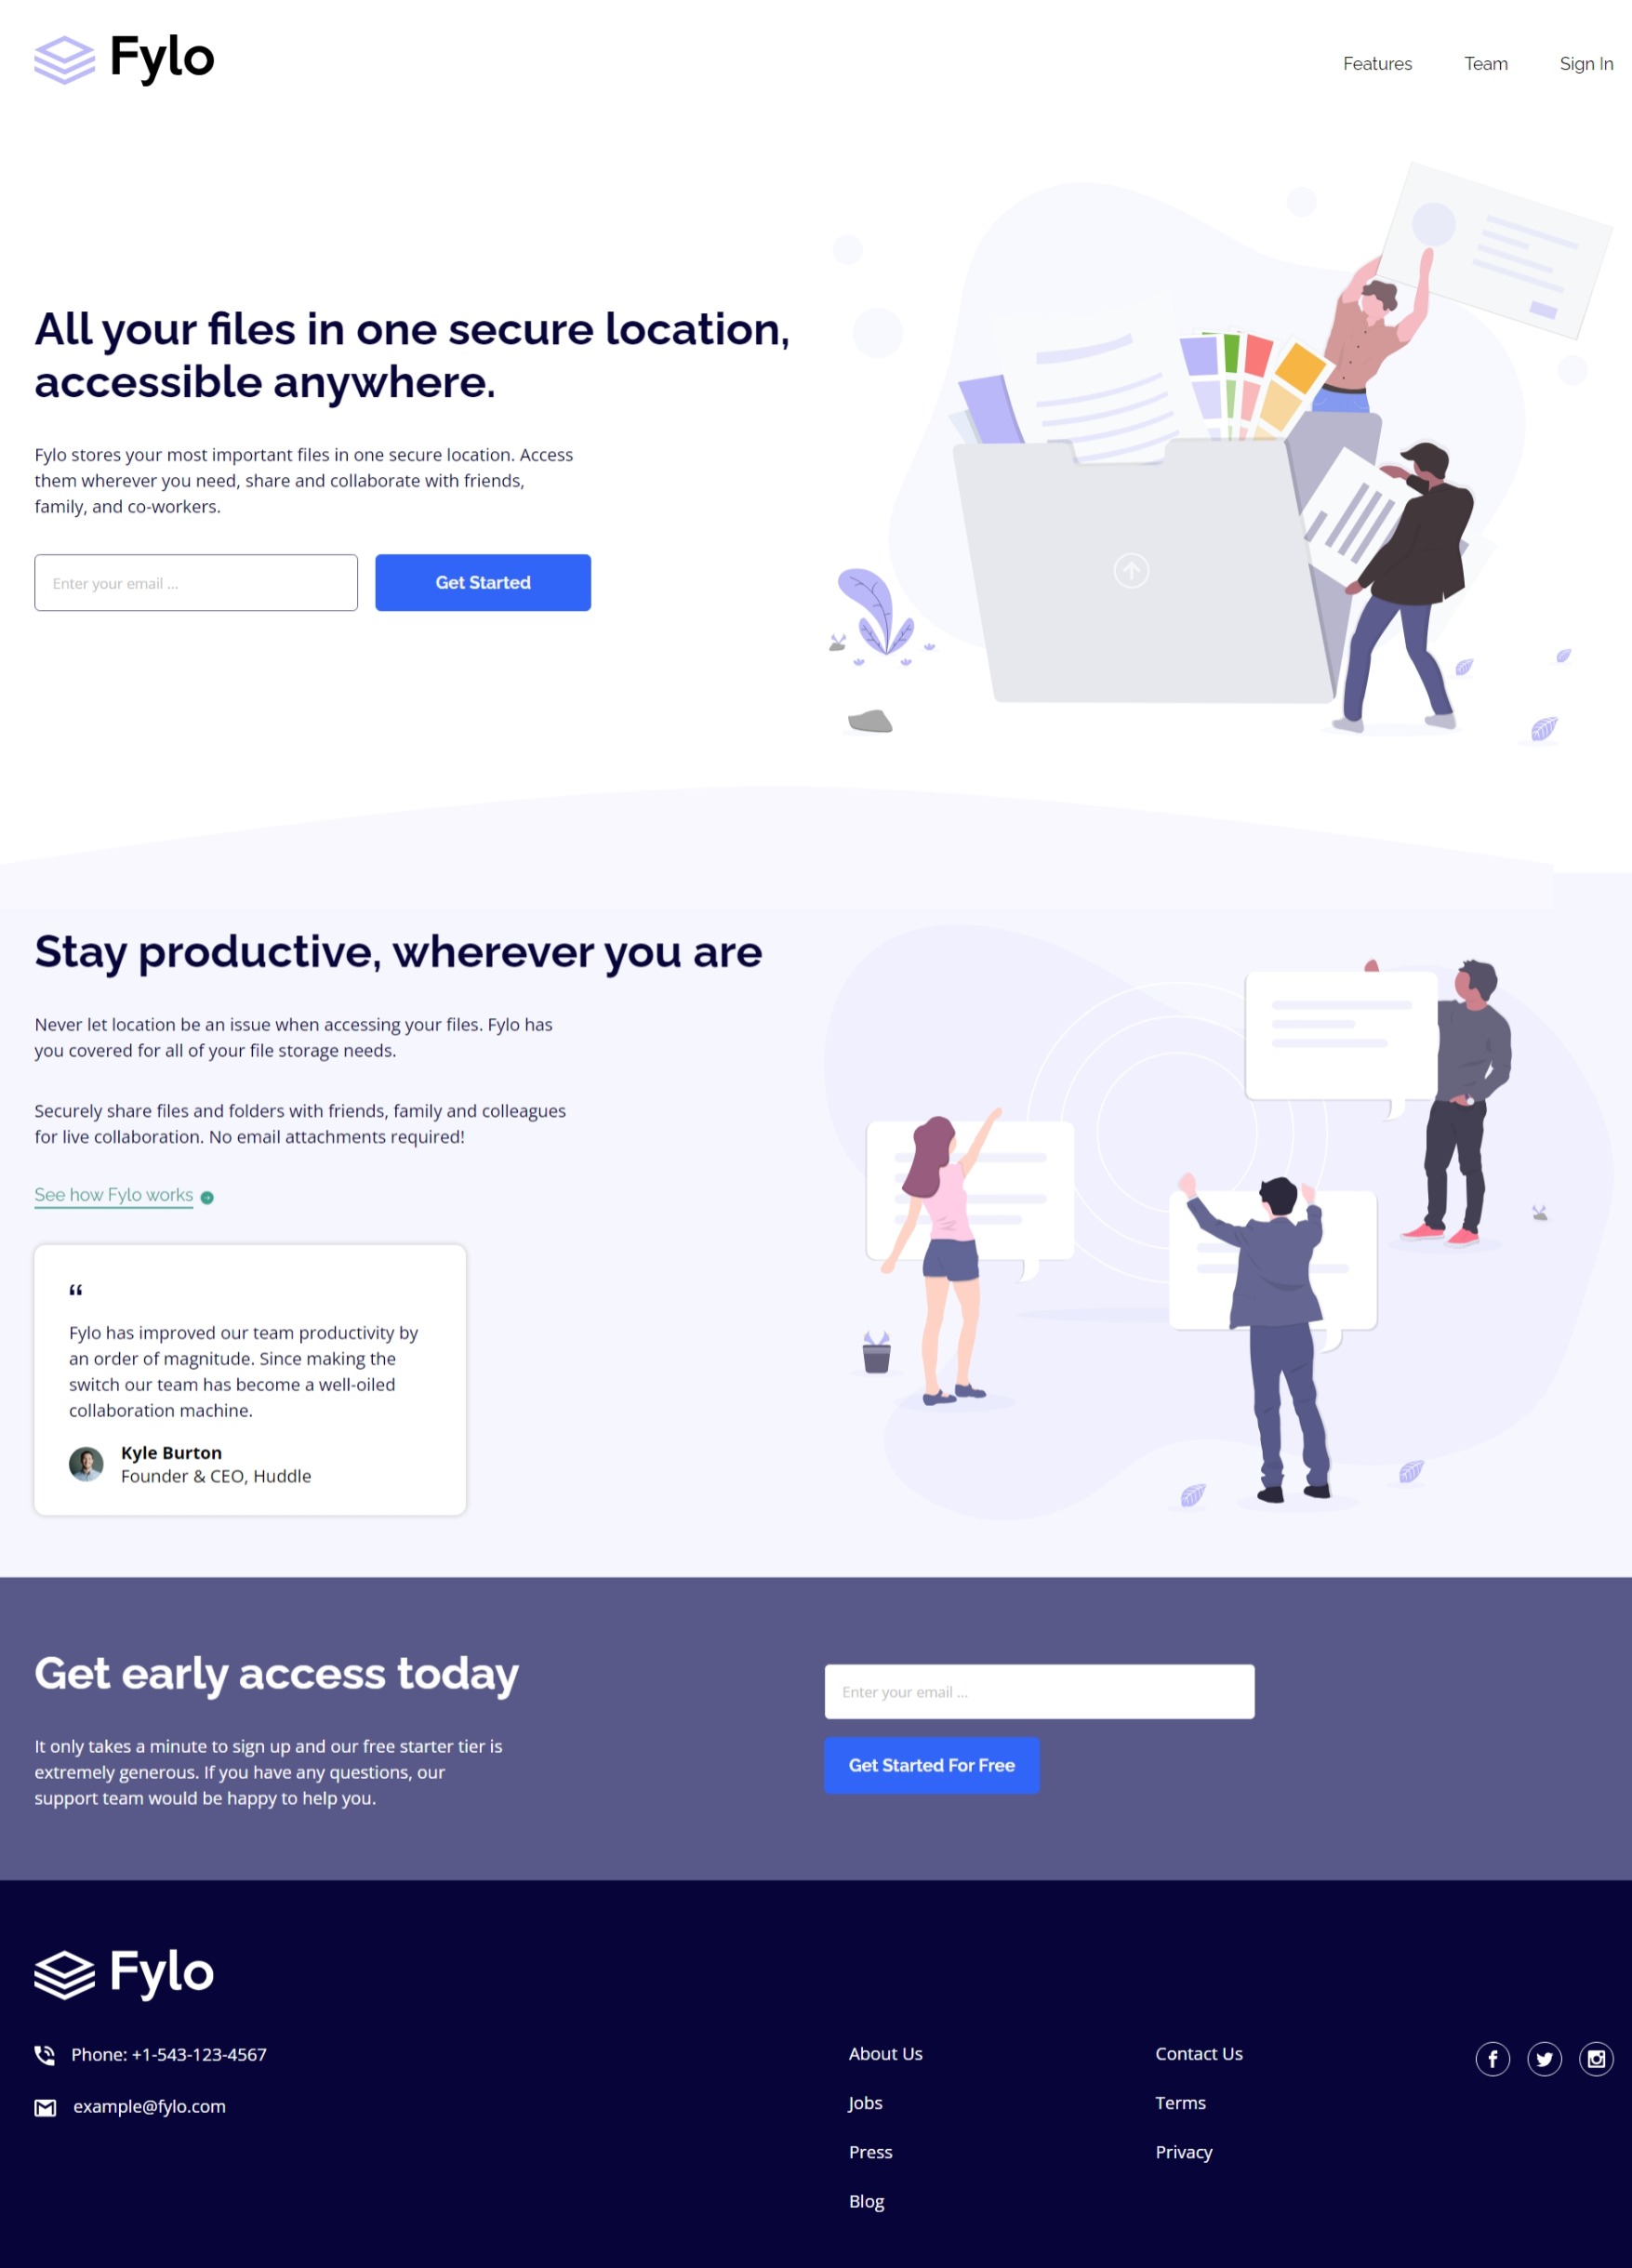 Fylo
Features
Team
Sign In
All your files in one secure location,
accessible anywhere.
Fylo stores your most important files in one secure location. Access
them wherever you need, share and collaborate with friends,
family, and co-workers.
Enter your email ...
Get Started
Stay productive, wherever you are
Never let location be an issue when accessing your files. Fylo has
you covered for all of your file storage needs.
Securely share files and folders with friends, family and colleagues
for live collaboration. No email attachments required!
See how Fylo works
“
Fylo has improved our team productivity by
an order of magnitude. Since making the
switch our team has become a well-oiled
collaboration machine.
Kyle Burton
Founder & CEO, Huddle
Get early access today
It only takes a minute to sign up and our free starter tier is
extremely generous. If you have any questions, our
support team would be happy to help you.
Enter your email ...
Get Started For Free
Fylo
Phone: +1-543-123-4567
example@fylo.com
About Us
Jobs
Press
Blog
Contact Us
Terms
Privacy